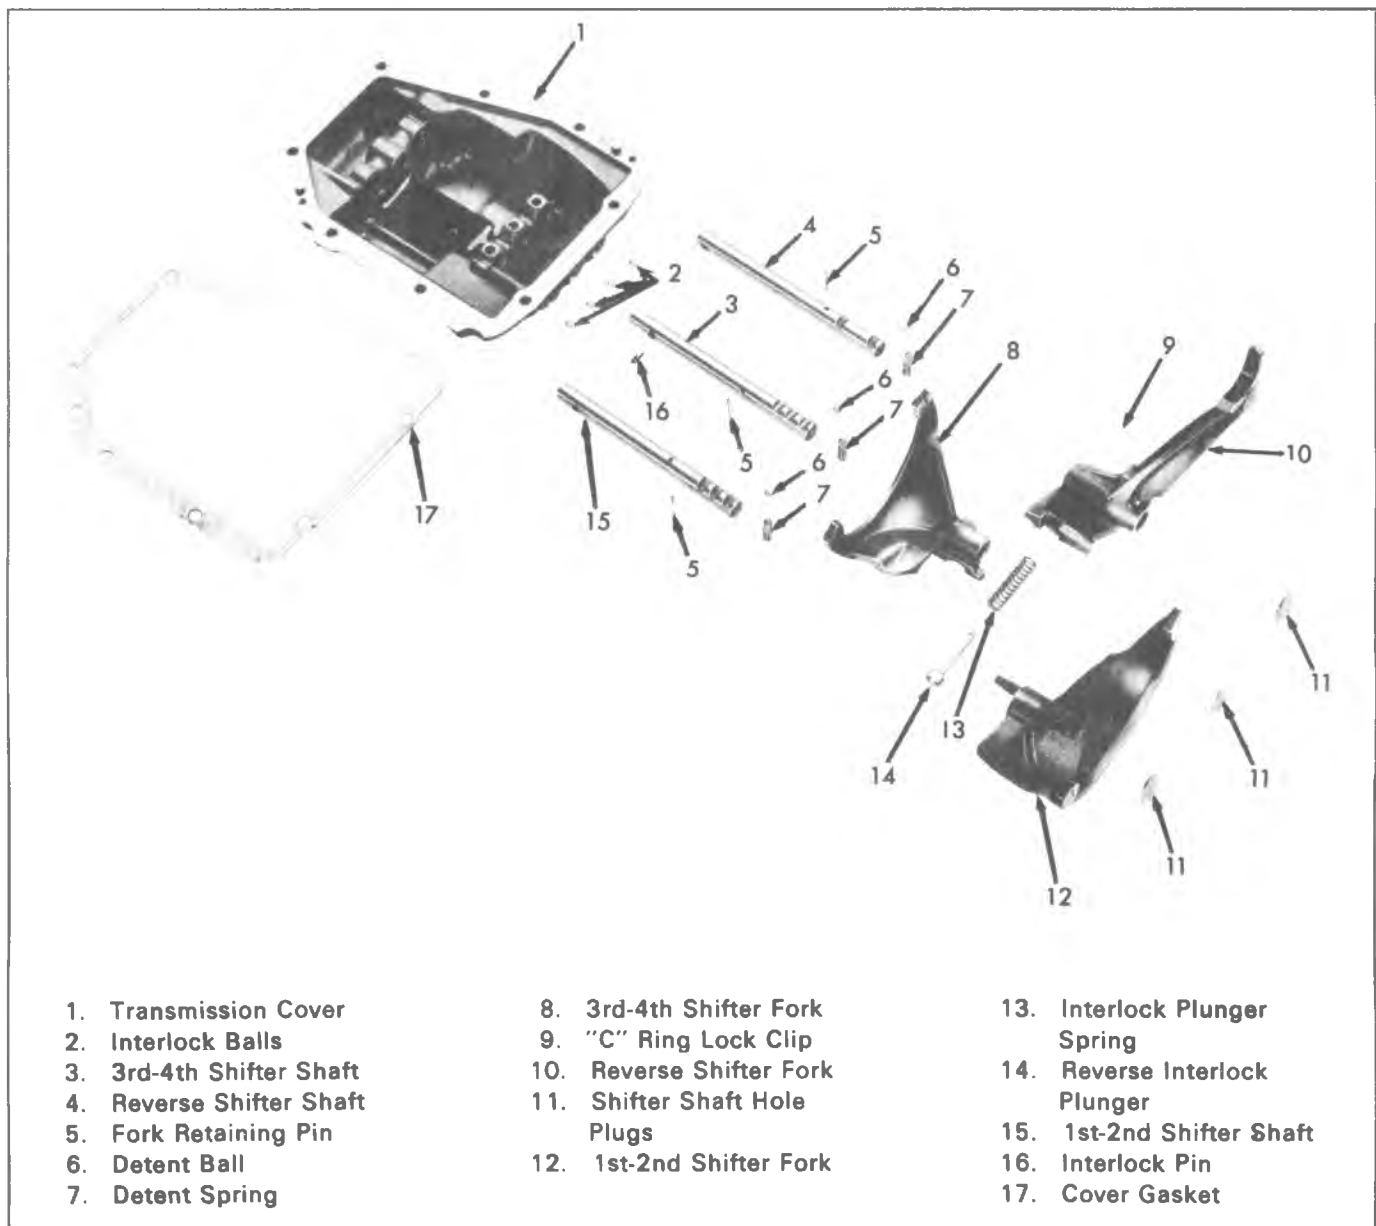 1
2
4
5
6
7
3
8
9
6
16
7
10
5
6
17
15
7
5
11
13
14
11
11
12
1. Transmission Cover
2. Interlock Balls
3. 3rd-4th Shifter Shaft
4. Reverse Shifter Shaft
5. Fork Retaining Pin
6. Detent Ball
7. Detent Spring
8. 3rd-4th Shifter Fork
9. "C" Ring Lock Clip
10. Reverse Shifter Fork
11. Shifter Shaft Hole
Plugs
12. 1st-2nd Shifter Fork
13. Interlock Plunger
Spring
14. Reverse Interlock
Plunger
15. 1st-2nd Shifter Shaft
16. Interlock Pin
17. Cover Gasket